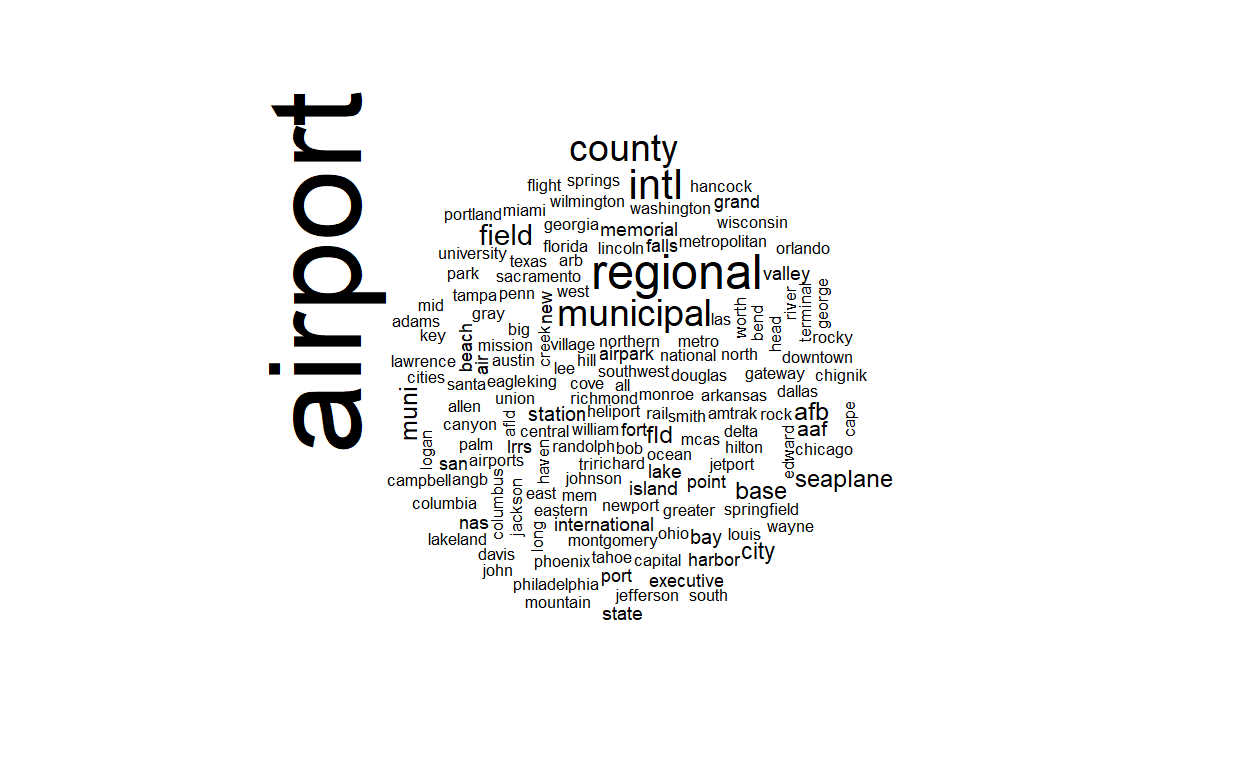 airport
county
flight springs intl hancock
wilmington washington grand
portland miami georgia memorial wisconsin
field florida lincoln falls metropolitan orlando
university texas arb
park sacramento regional valley
tampa penn west
mid gray new municipal las worth bend river terminal george
adams big head
key beach mission creek village northern metro rocky
lawrence air austin lee hill airpark national north downtown
cities santa eagle king cove all southwest douglas gateway chignik
muni union richmond monroe arkansas dallas
allen afld station heliport rail smith amtrak rock afb cape
canyon central william fort fld mcas delta aaf
logan palm lrrs randolph bob ocean hilton edward chicago
san airports haven tri richard lake jetport
campbell angb johnson island point base seaplane
columbia columbus jackson east mem newport greater springfield
nas long eastern
lakeland international montgomery ohio bay louis wayne
davis phoenix tahoe capital harbor city
john philadelphia port executive
mountain jefferson south
state